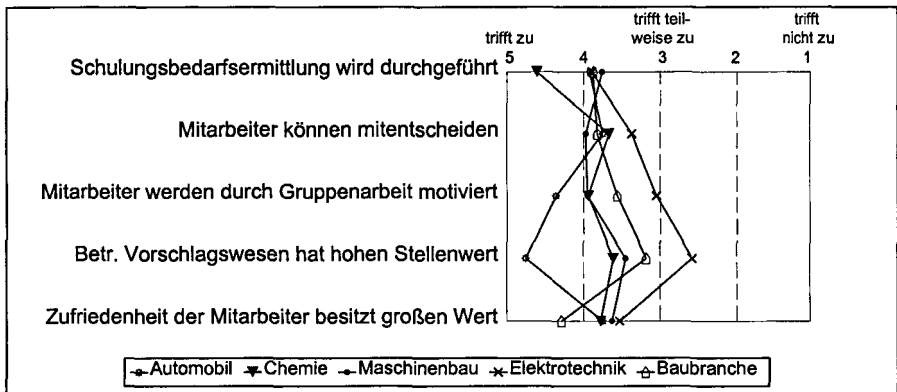 trifft zu
trifft teil-
weise zu
trifft
nicht zu
5 4 3 2 1
Schulungsbedarfsermittlung wird durchgeführt
Mitarbeiter können mitentscheiden
Mitarbeiter werden durch Gruppenarbeit motiviert
Betr. Vorschlagswesen hat hohen Stellenwert
Zufriedenheit der Mitarbeiter besitzt großen Wert
Automobil Chemie Maschinenbau Elektrotechnik Baubranche